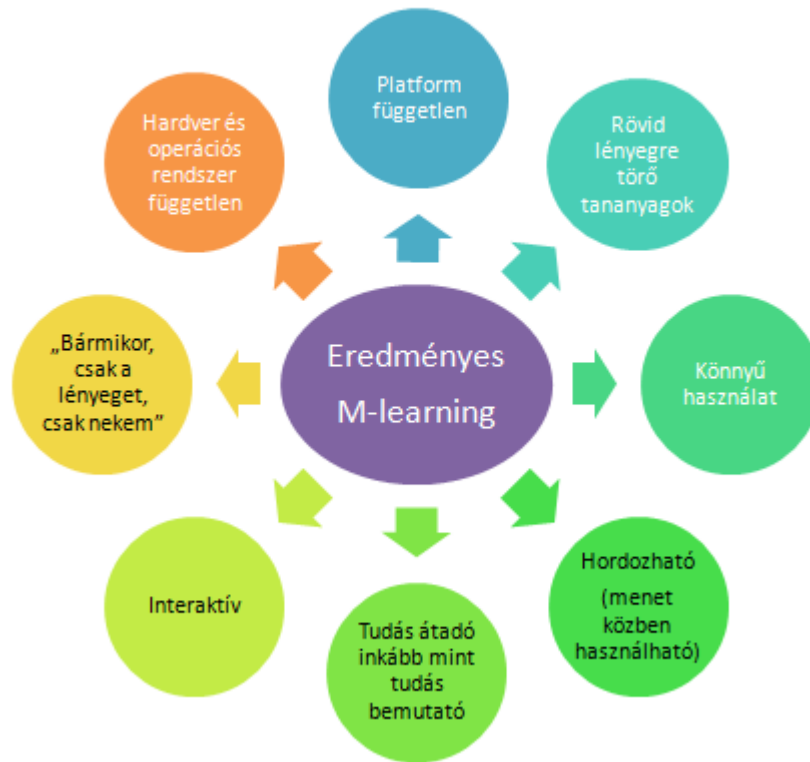 Platform
független
Rövid
lényegre
törő
tananyagok
Könnyű
használat
Hordozható
(menet
közben
használható)
Tudás átadó
inkább mint
tudás
bemutató
Interaktív
„Bármikor,
csak a
lényeget,
csak nekem”
Hardver és
operációs
rendszer
független
Eredményes
M-learning